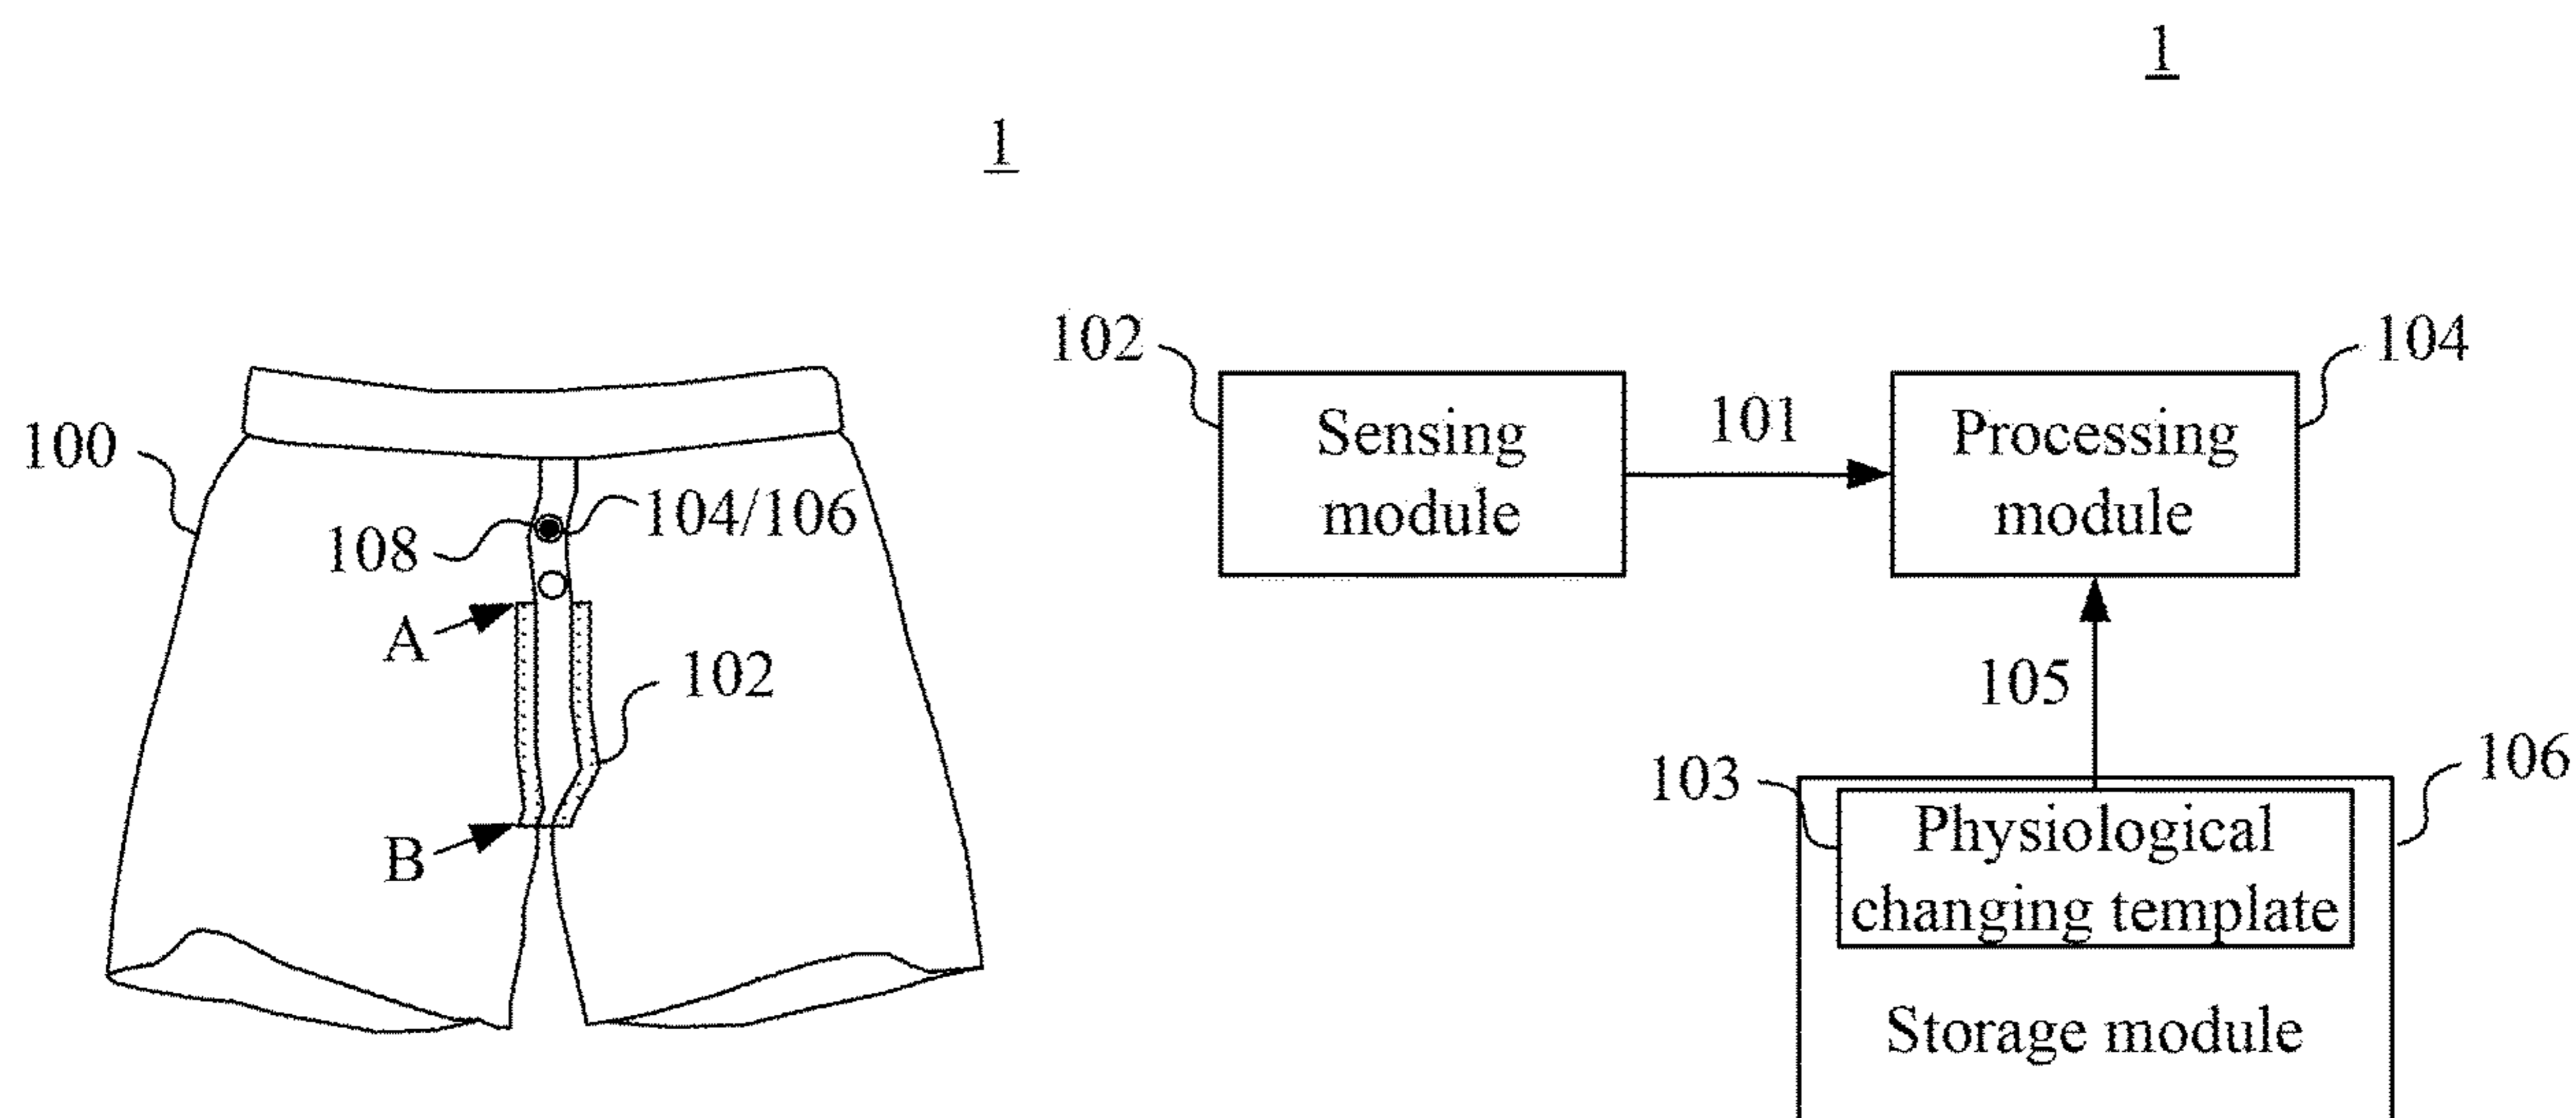 1
1
100
108
104/106
A
102
B
102
Sensing
module
101
Processing
module
104
105
103
Physiological
changing template
106
Storage module